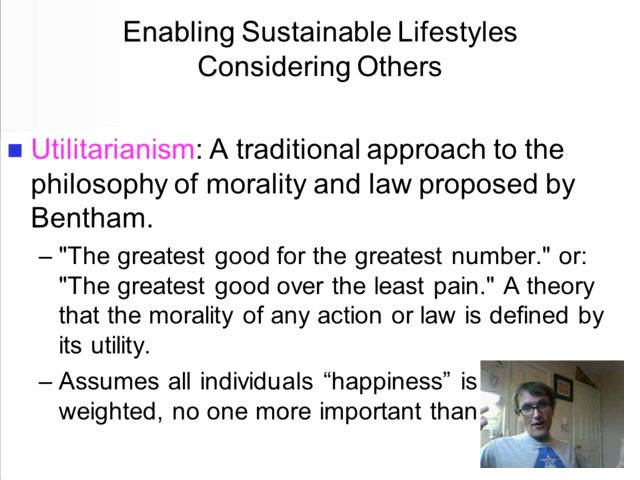 Enabling Sustainable Lifestyles
Considering Others
Utilitarianism: A traditional approach to the
philosophy of morality and law proposed by
Bentham.
– "The greatest good for the greatest number." or:
"The greatest good over the least pain." A theory
that the morality of any action or law is defined by
its utility.
– Assumes all individuals “happiness” is
weighted, no one more important than